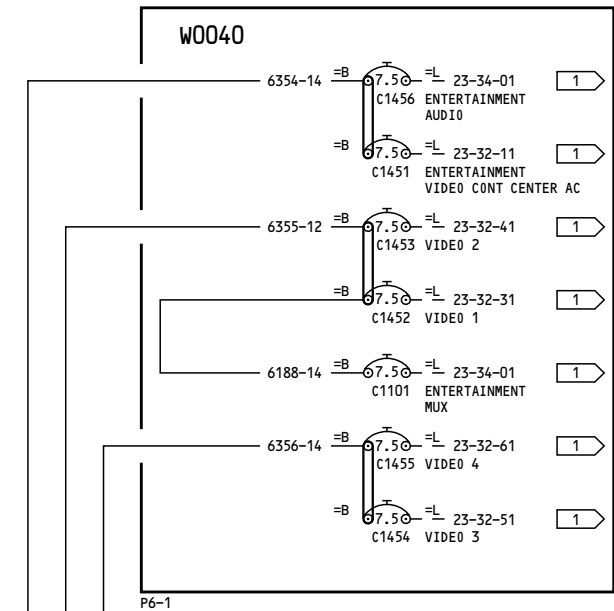 W0040
6354-14 =B 7.5 =L 23-34-01 1
C1456 ENTERTAINMENT
AUDIO
=B 7.5 =L 23-32-11 1
C1451 ENTERTAINMENT
VIDEO CONT CENTER AC
6355-12 =B 7.5 =L 23-32-41 1
C1453 VIDEO 2
=B 7.5 =L 23-32-31 1
C1452 VIDEO 1
6188-14 =B 7.5 =L 23-34-01 1
C1101 ENTERTAINMENT
MUX
6356-14 =B 7.5 =L 23-32-61 1
C1455 VIDEO 4
=B 7.5 =L 23-32-51 1
C1454 VIDEO 3
P6-1